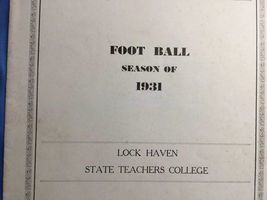 FOOT BALL
SEASON OF
1931
LOCK HAVEN
STATE TEACHERS COLLEGE